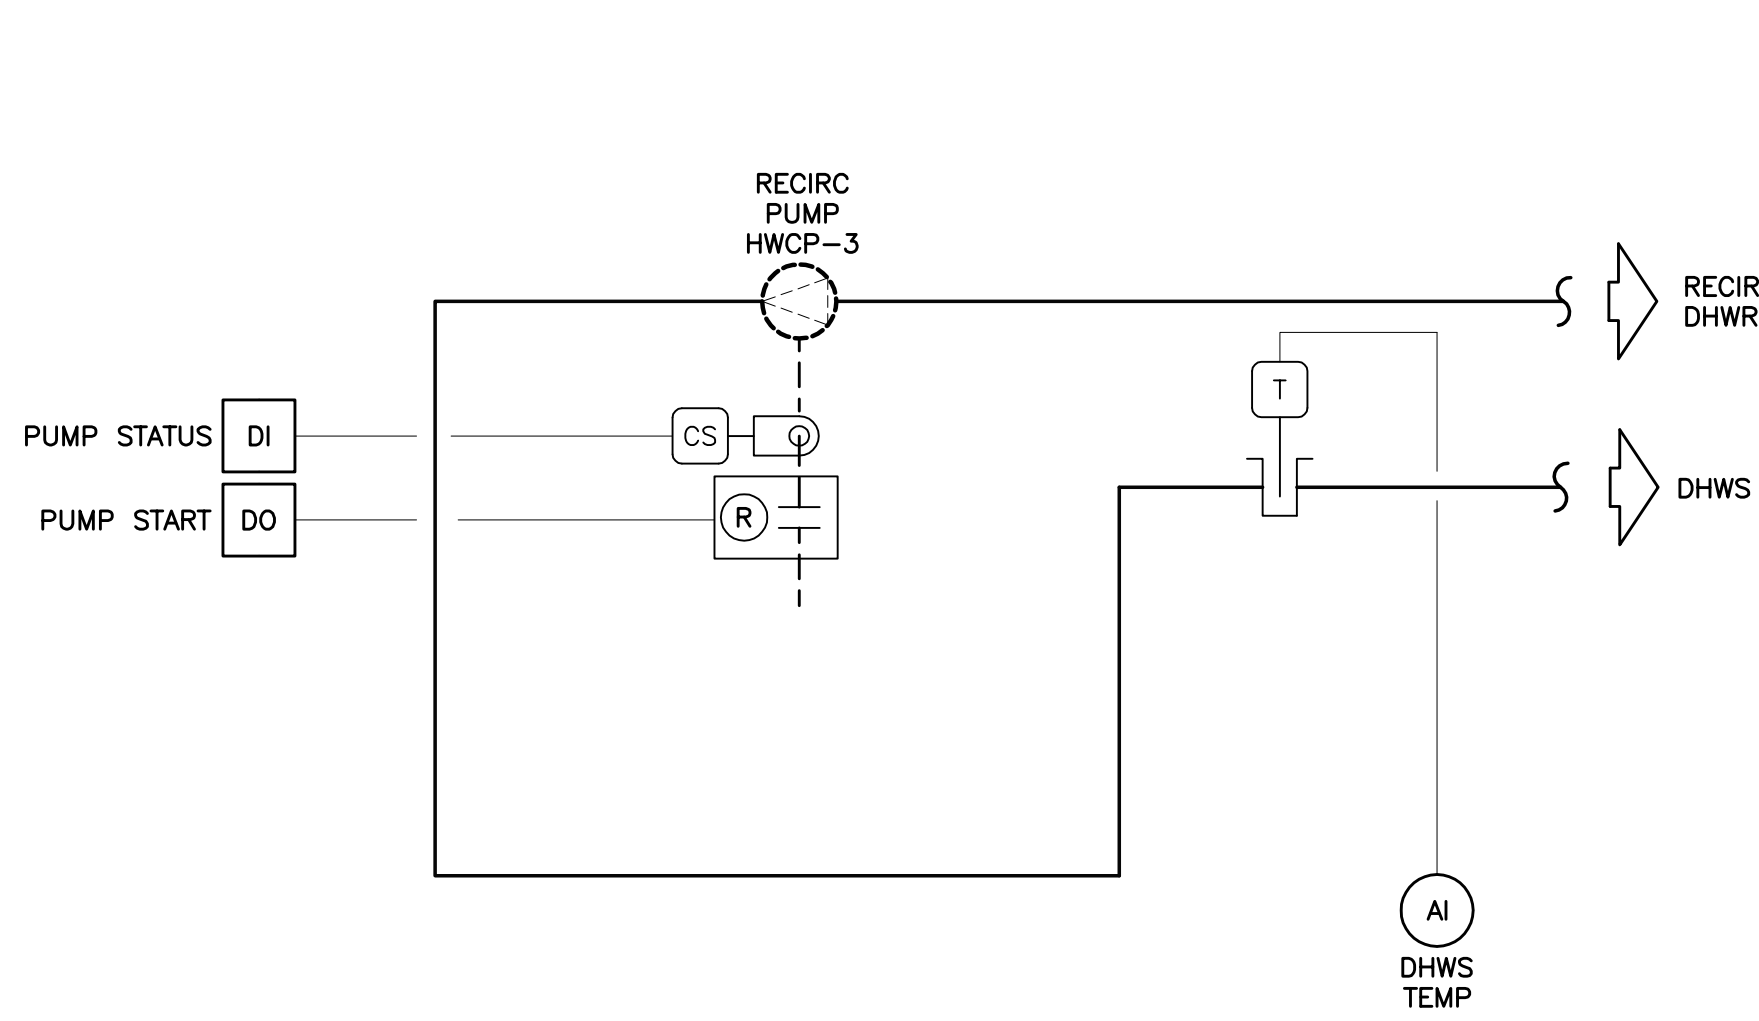 RECIRC
PUMP
HWCP-3
RECIR
DHWR
T
PUMP STATUS
DI
CS
DHWS
PUMP START
DO
R
AI
DHWS
TEMP